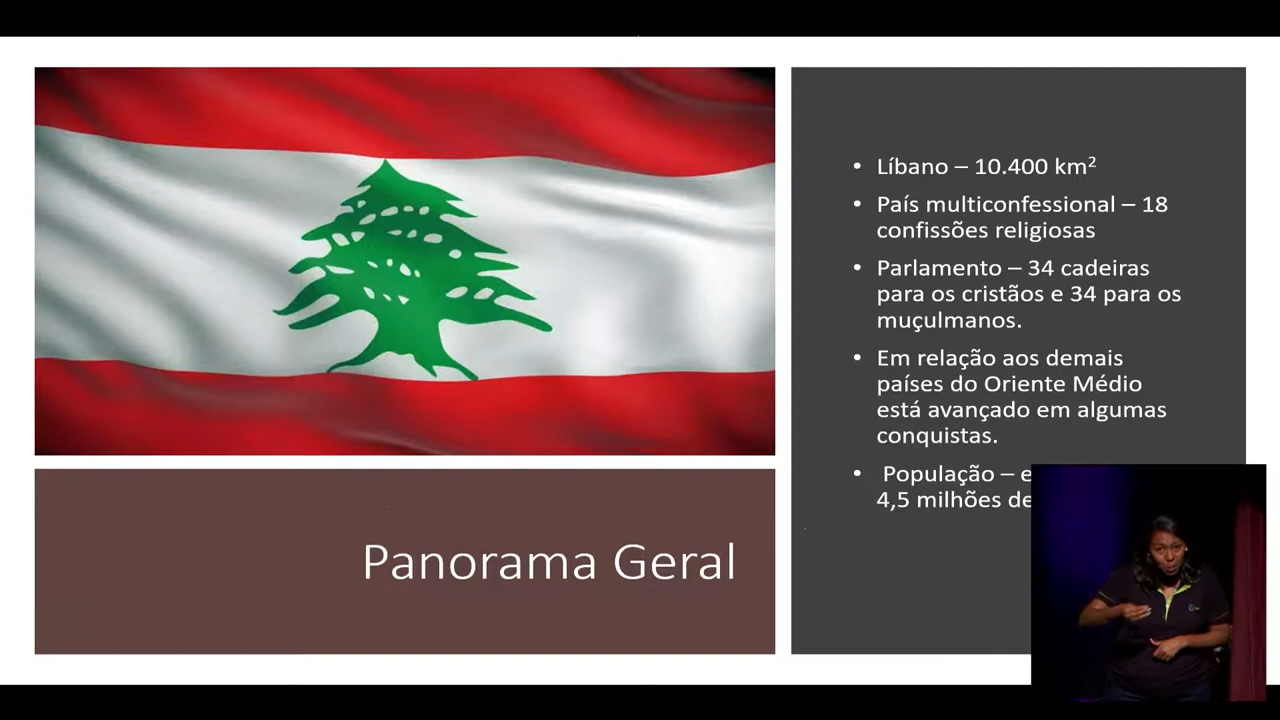 Líbano – 10.400 km²
País multiconfessional – 18
confissões religiosas
Parlamento – 34 cadeiras
para os cristãos e 34 para os
muçulmanos.
Em relação aos demais
países do Oriente Médio
está avançado em algumas
conquistas.
População –
4,5 milhões de
Panorama Geral